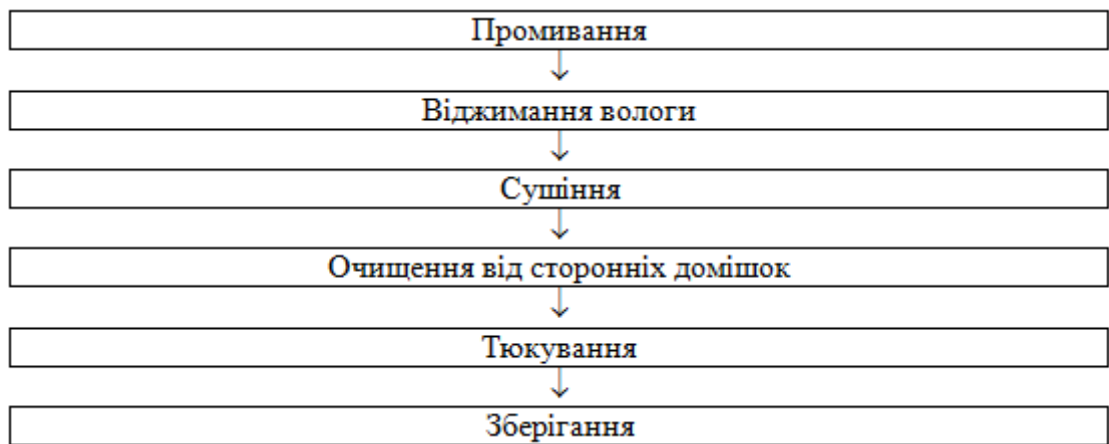 Промивання
Віджимання вологи
Сушіння
Очищення від сторонніх домішок
Тюкування
Зберігання